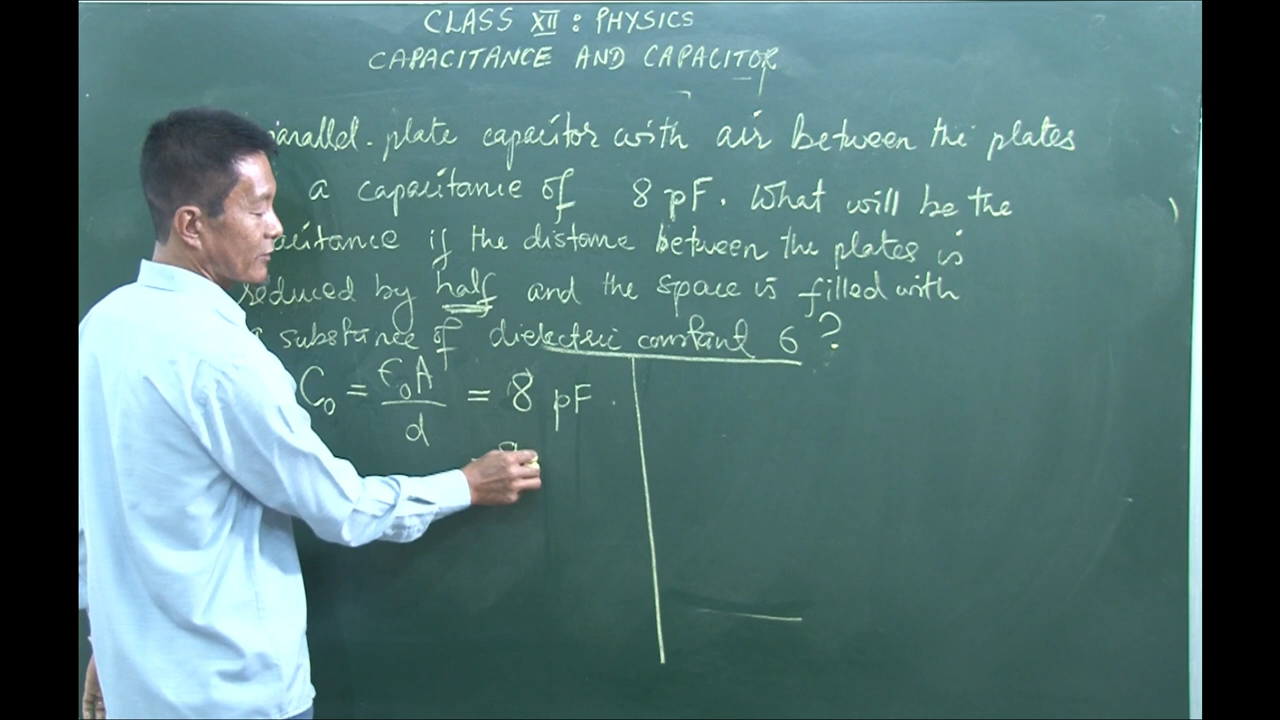 CLASS XII : PHYSICS
CAPACITANCE AND CAPACITOR
parallel-plate capacitor with air between the plates
a capacitance of 8 pF. What will be the
if the distance between the plates is
reduced by half and the space is filled with
substance of dielectric constant 6 ?
C₀ = ϵ₀A / d = 8 pF